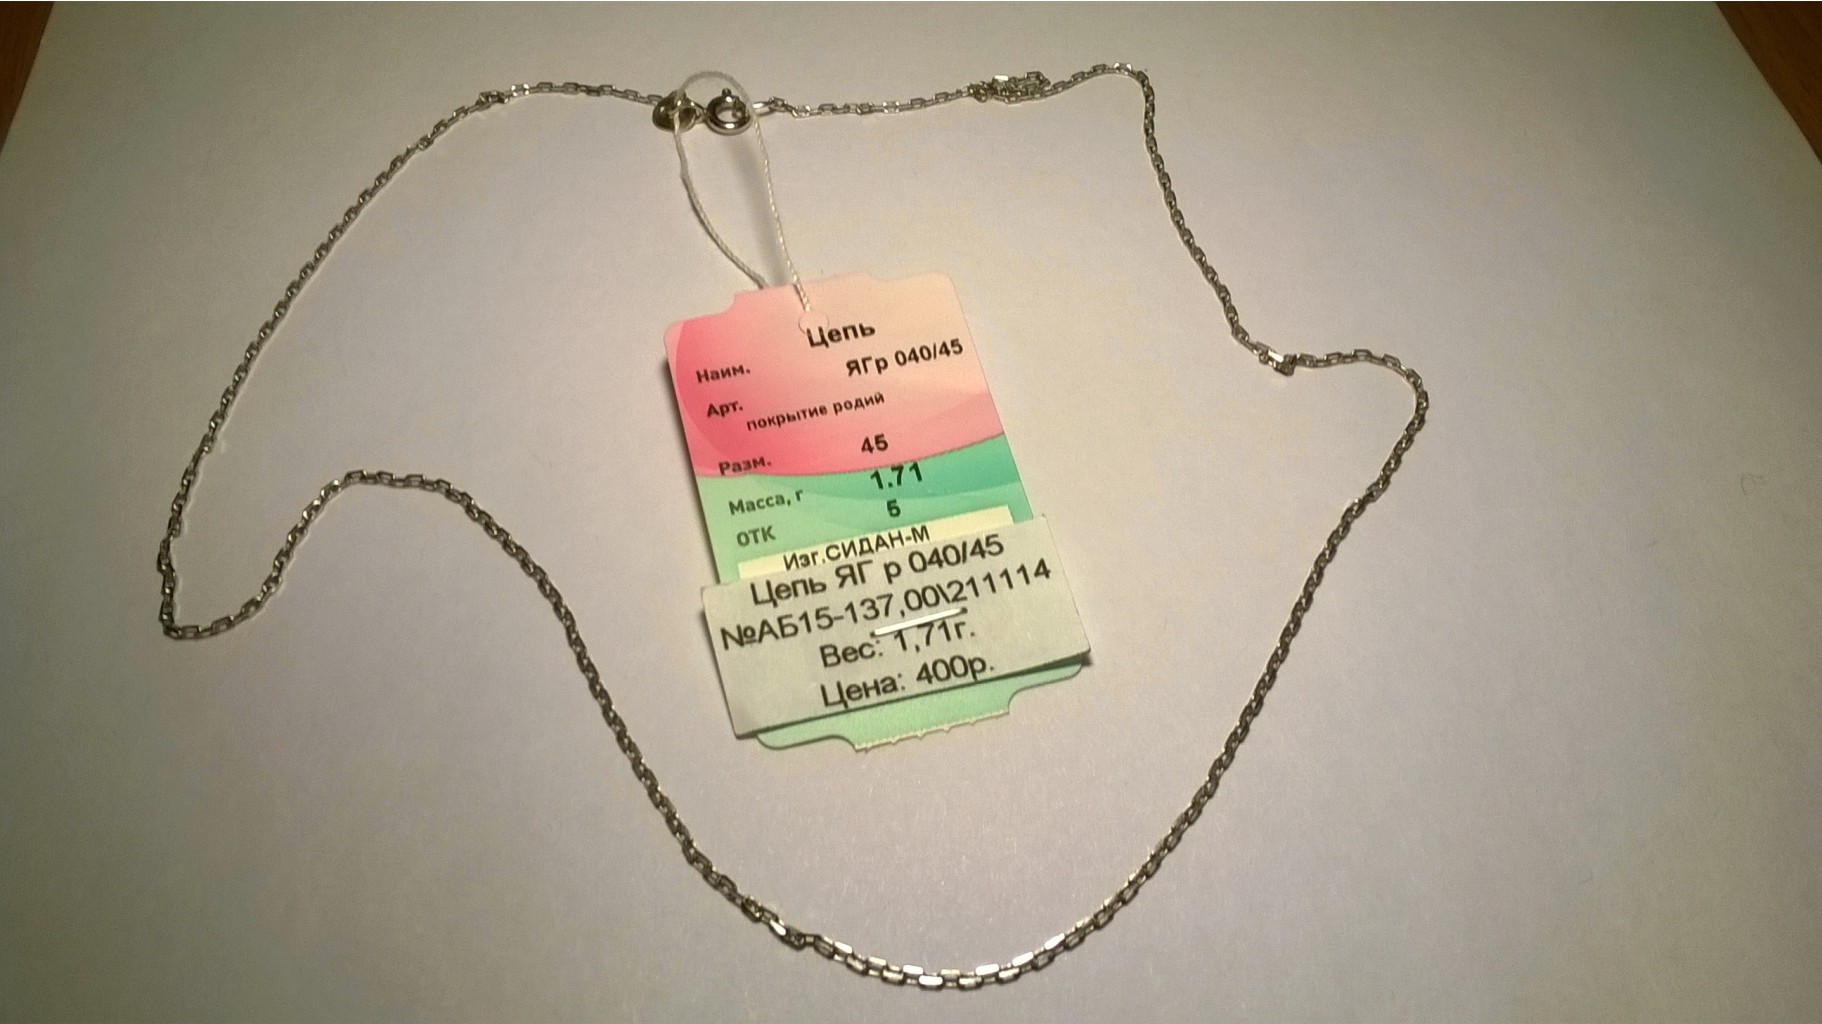 Цепь
Наим.
ЯГр 040/45
Арт.
покрытие родий
45
Разм.
1.71
Масса, г
5
ОТК
Изг.СИДАН-М
Цепь ЯГ р 040/45
№АБ15-137,00\211114
Вес: 1,71г.
Цена: 400р.